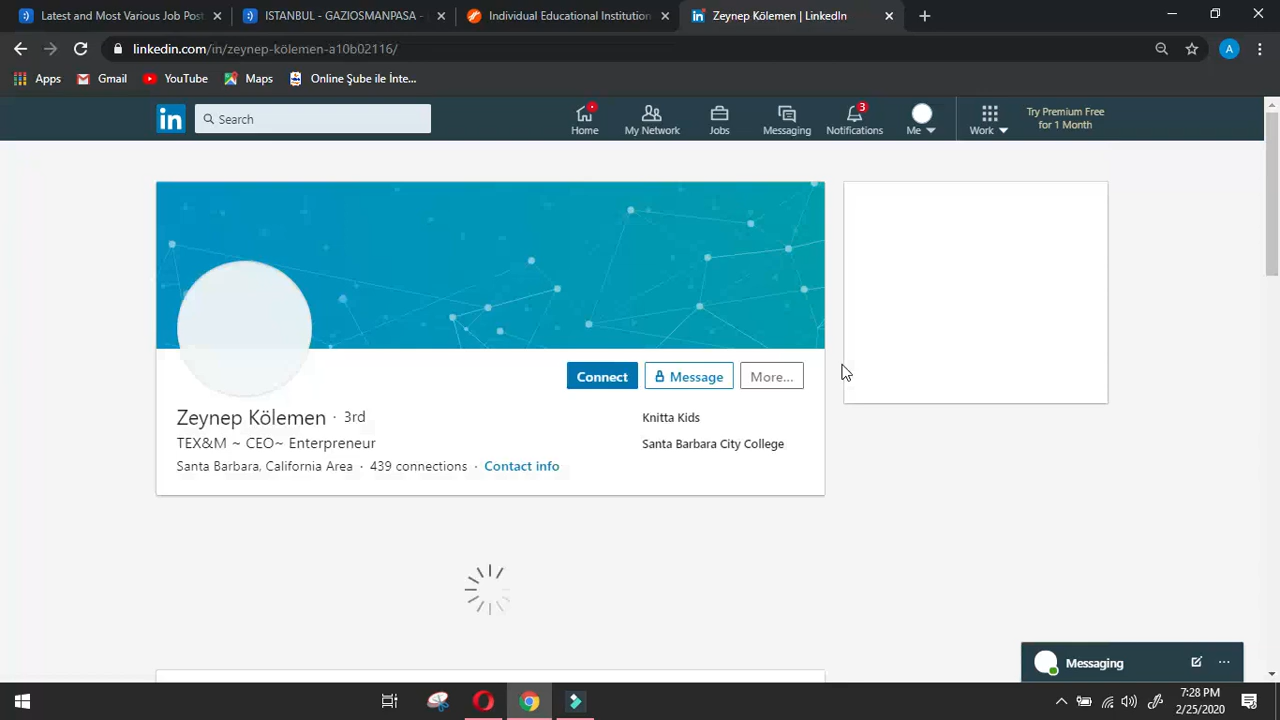 Latest and Most Various Job Post
ISTANBUL - GAZIOSMANPASA -
Individual Educational Institution
Zeynep Kölemen | LinkedIn
linkedin.com/in/zeynep-kölemen-a10b02116/
A
Apps
Gmail
YouTube
Maps
Online Şube ile İnte...
in
Search
Home
My Network
Jobs
Messaging
3
Notifications
Me
Work
Try Premium Free
for 1 Month
Connect
Message
More...
Zeynep Kölemen · 3rd
Knitta Kids
TEX&M ~ CEO~ Enterpreneur
Santa Barbara City College
Santa Barbara, California Area · 439 connections · Contact info
Messaging
7:28 PM
2/25/2020